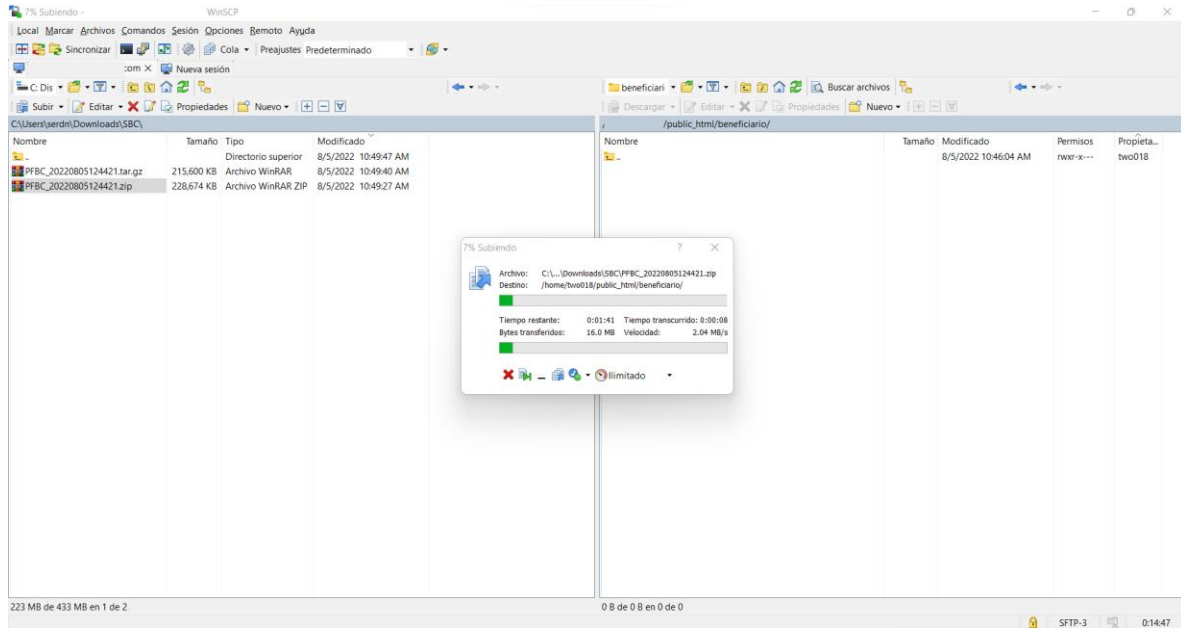 7% Subiendo - WinSCP
Local Marcar Archivos Comandos Sesión Opciones Remoto Ayuda
Sincronizar Cola Preajustes Predeterminado
:om X Nueva sesión
C: Dis
beneficiari Buscar archivos
Subir Editar Propiedades Nuevo
Descargar Editar Propiedades Nuevo
C:\Users\serdn\Downloads\SBC\
/ /public_html/beneficiario/
Nombre Tamaño Tipo Modificado
.. Directorio superior 8/5/2022 10:49:47 AM
PFBC_20220805124421.tar.gz 215,600 KB Archivo WinRAR 8/5/2022 10:49:40 AM
PFBC_20220805124421.zip 228,674 KB Archivo WinRAR ZIP 8/5/2022 10:49:27 AM
Nombre Tamaño Modificado Permisos Propieta...
.. 8/5/2022 10:46:04 AM rwxr-x--- two018
7% Subiendo ? X
Archivo: C:\...\Downloads\SBC\PFBC_20220805124421.zip
Destino: /home/two018/public_html/beneficiario/
Tiempo restante: 0:01:41 Tiempo transcurrido: 0:00:08
Bytes transferidos: 16.0 MB Velocidad: 2.04 MB/s
Ilimitado
223 MB de 433 MB en 1 de 2
0 B de 0 B en 0 de 0
SFTP-3 0:14:47